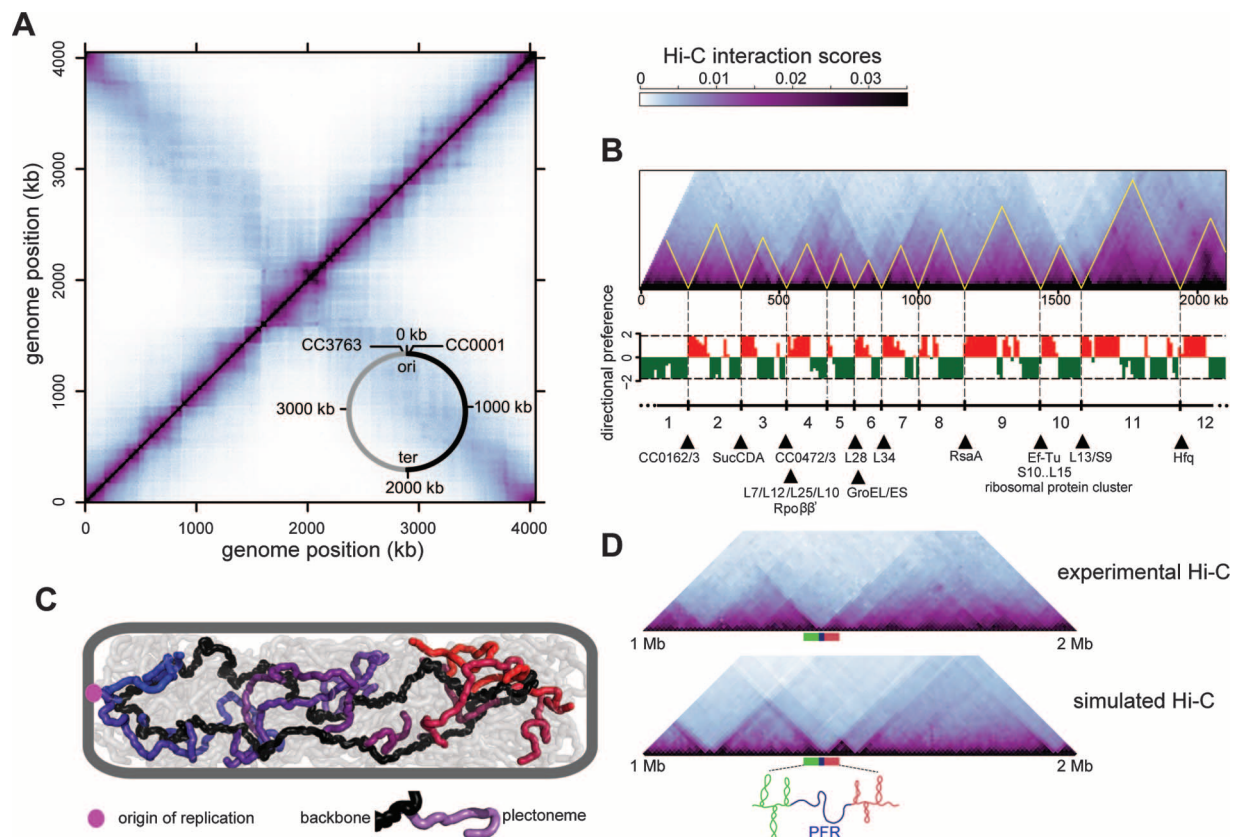 A
genome position (kb)
4000
3000
2000
1000
0
0 1000 2000 3000 4000
genome position (kb)
0 kb
CC3763 CC0001
ori
3000 kb 1000 kb
ter
2000 kb
Hi-C interaction scores
0 0.01 0.02 0.03
B
0 500 1000 1500 2000 kb
directional preference
2
0
−2
1 2 3 4 5 6 7 8 9 10 11 12
CC0162/3 SucCDA CC0472/3 L28 L34 RsaA Ef-Tu L13/S9 Hfq
L7/L12/L25/L10 GroEL/ES S10..L15
Rpoββ' ribosomal protein cluster
C
origin of replication backbone plectoneme
D
experimental Hi-C
1 Mb 2 Mb
simulated Hi-C
1 Mb 2 Mb
PFR